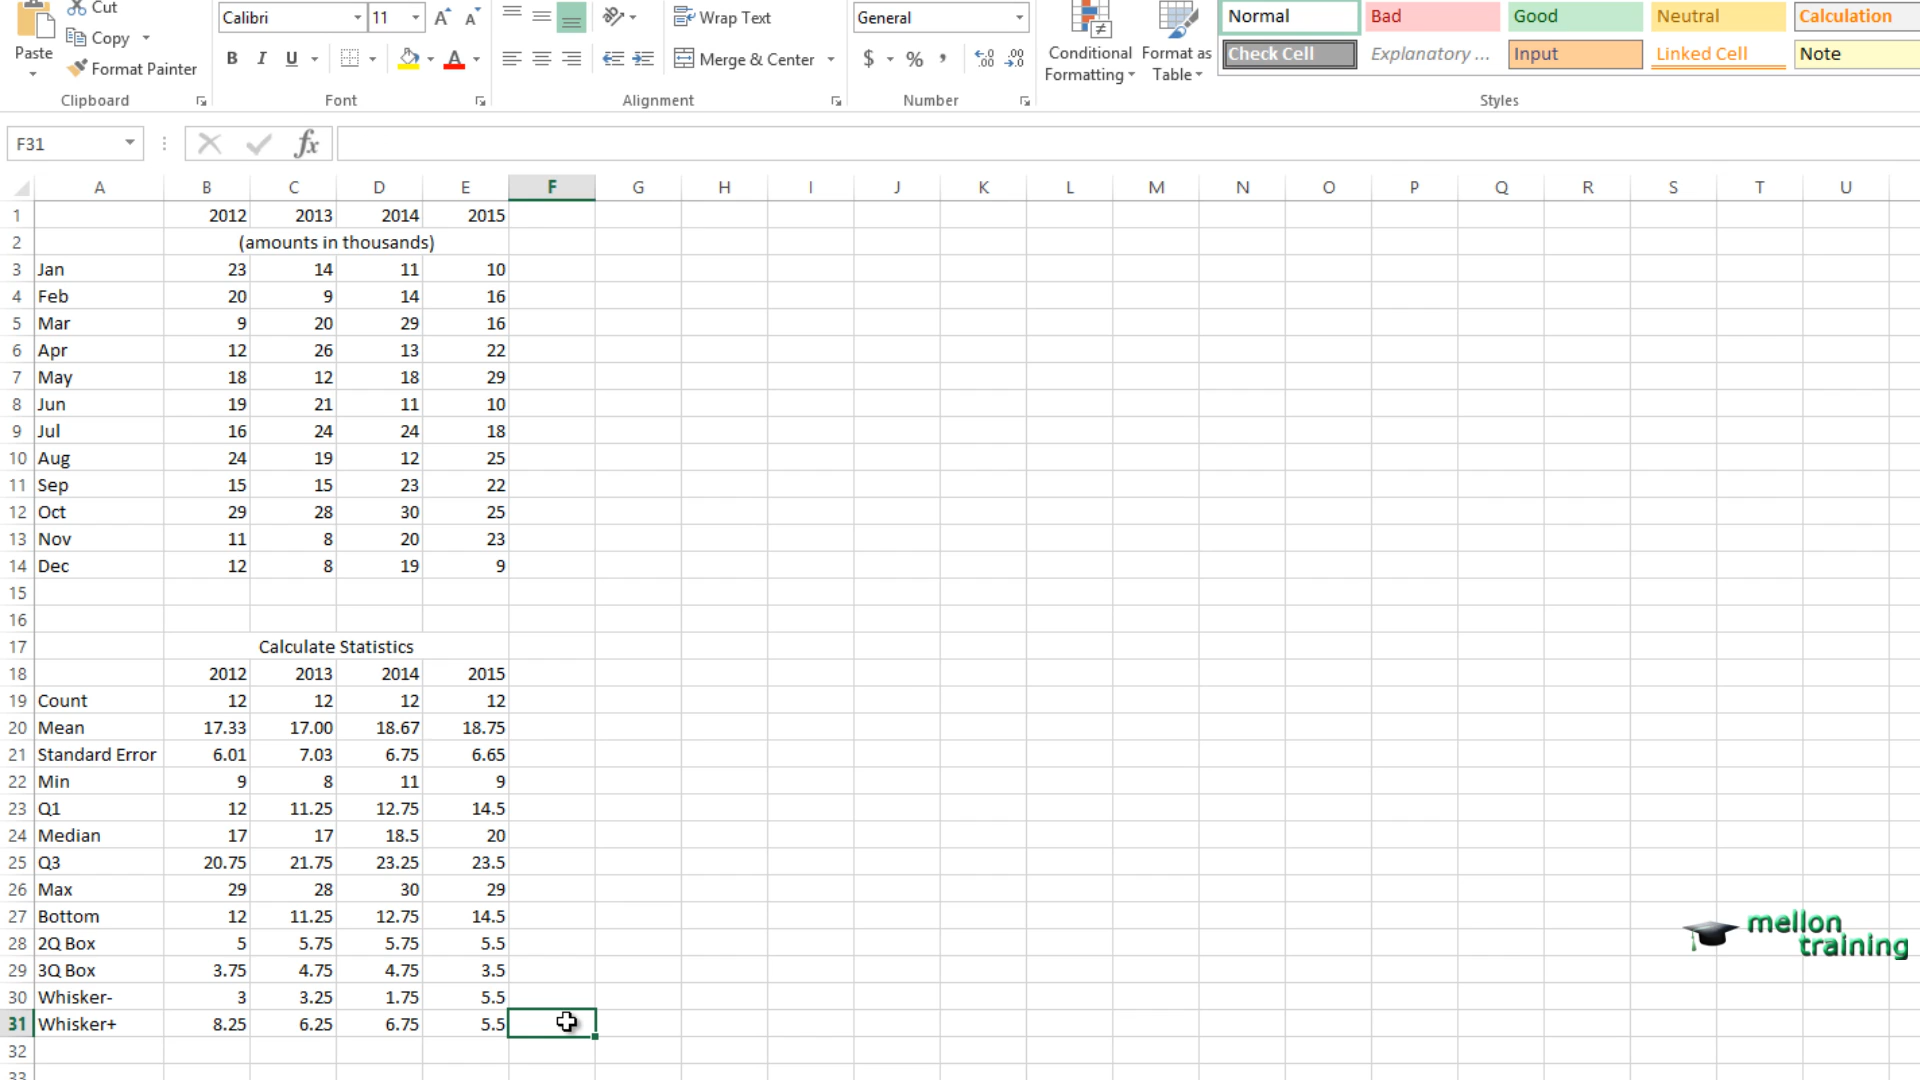 Cut
Copy
Paste
Format Painter
Clipboard
Calibri 11 A A
B I U A
Font
Wrap Text
Merge & Center
Alignment
General
$ % , .0 .00 .00 .0
Number
Conditional Formatting
Format as Table
Normal Bad Good Neutral Calculation
Check Cell Explanatory ... Input Linked Cell Note
Styles
F31 fx
A B C D E F G H I J K L M N O P Q R S T U
1 2012 2013 2014 2015
2 (amounts in thousands)
3 Jan 23 14 11 10
4 Feb 20 9 14 16
5 Mar 9 20 29 16
6 Apr 12 26 13 22
7 May 18 12 18 29
8 Jun 19 21 11 10
9 Jul 16 24 24 18
10 Aug 24 19 12 25
11 Sep 15 15 23 22
12 Oct 29 28 30 25
13 Nov 11 8 20 23
14 Dec 12 8 19 9
15
16
17 Calculate Statistics
18 2012 2013 2014 2015
19 Count 12 12 12 12
20 Mean 17.33 17.00 18.67 18.75
21 Standard Error 6.01 7.03 6.75 6.65
22 Min 9 8 11 9
23 Q1 12 11.25 12.75 14.5
24 Median 17 17 18.5 20
25 Q3 20.75 21.75 23.25 23.5
26 Max 29 28 30 29
27 Bottom 12 11.25 12.75 14.5
28 2Q Box 5 5.75 5.75 5.5
29 3Q Box 3.75 4.75 4.75 3.5
30 Whisker- 3 3.25 1.75 5.5
31 Whisker+ 8.25 6.25 6.75 5.5
32
33
mellon
training